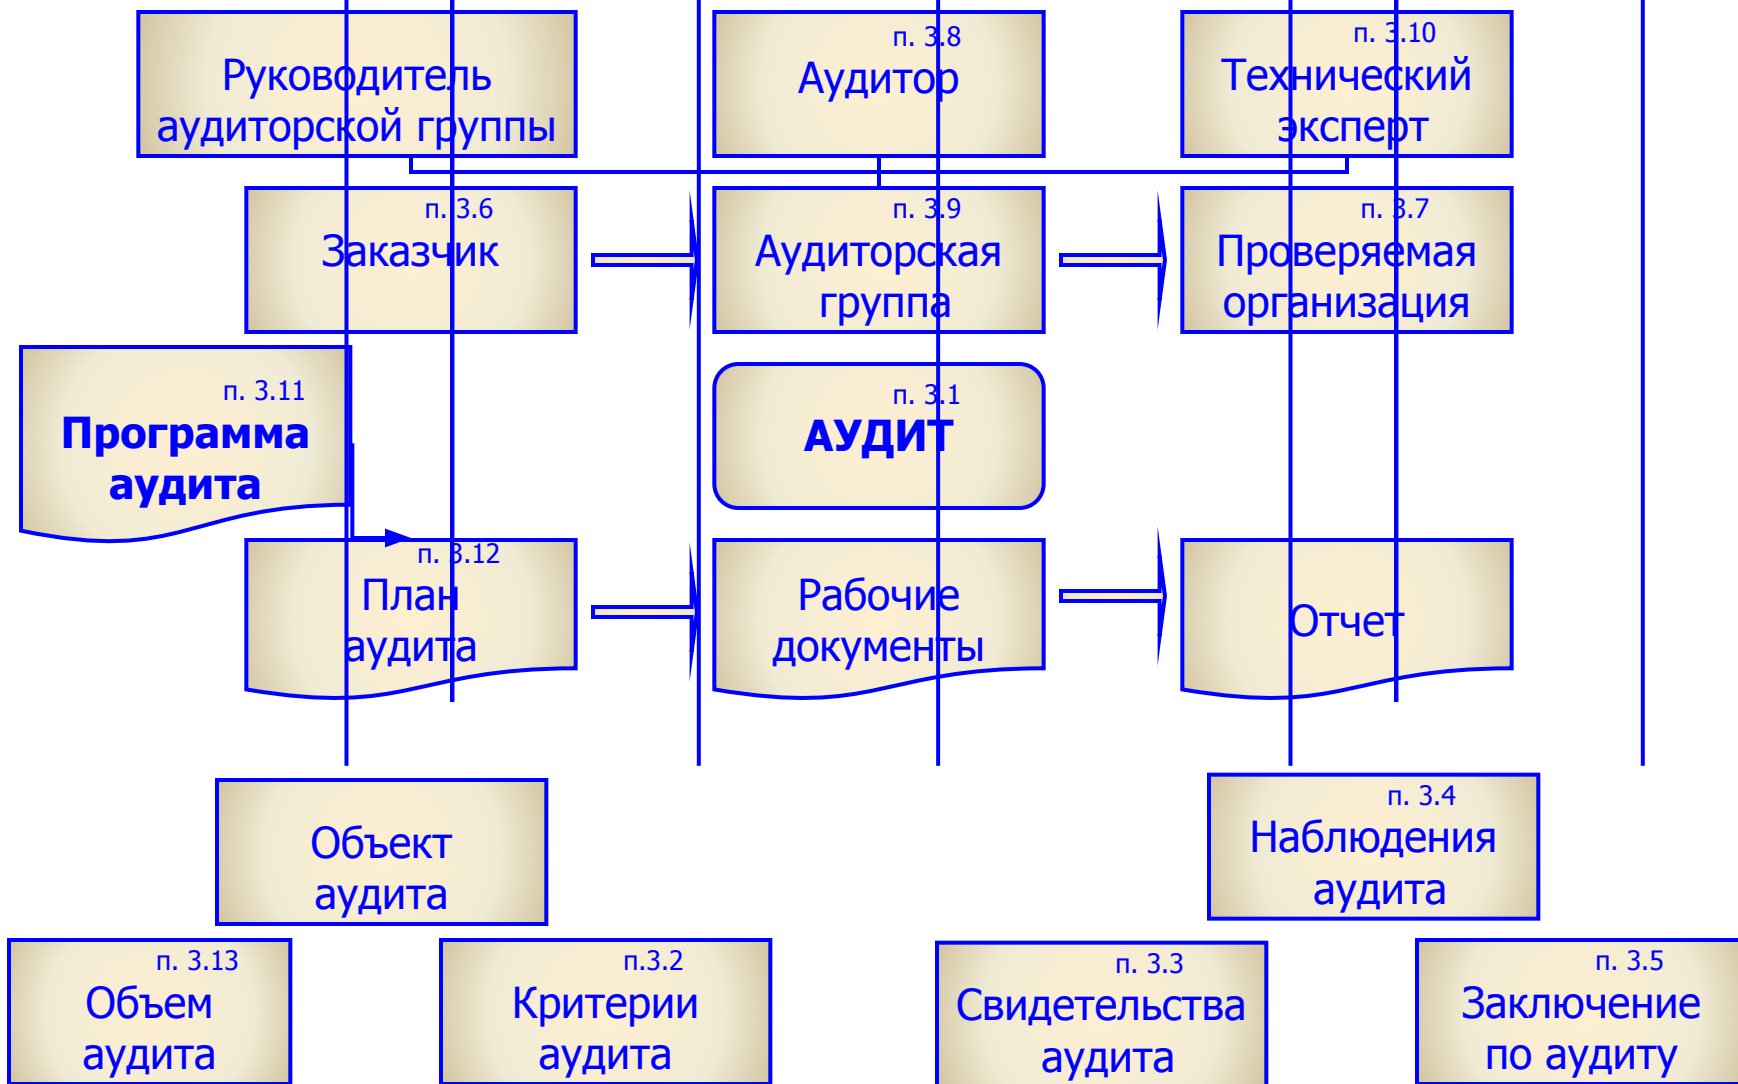 Руководитель
аудиторской группы
п. 3.8
Аудитор
п. 3.10
Технический
эксперт
п. 3.6
Заказчик
п. 3.9
Аудиторская
группа
п. 3.7
Проверяемая
организация
п. 3.11
Программа
аудита
п. 3.1
АУДИТ
п. 3.12
План
аудита
Рабочие
документы
Отчет
Объект
аудита
п. 3.4
Наблюдения
аудита
п. 3.13
Объем
аудита
п.3.2
Критерии
аудита
п. 3.3
Свидетельства
аудита
п. 3.5
Заключение
по аудиту